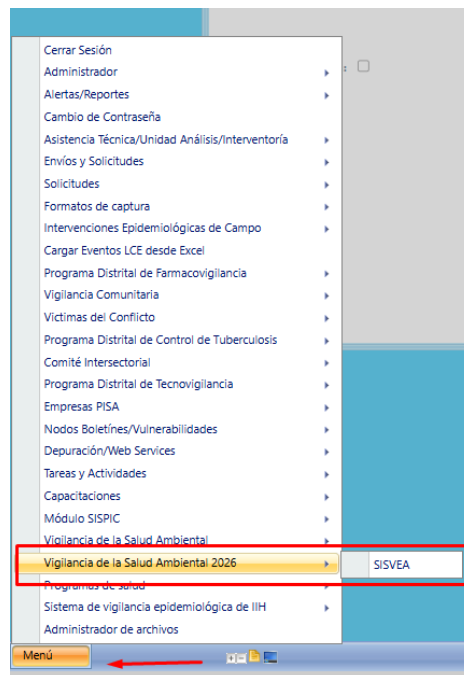 Cerrar Sesión
Administrador
Alertas/Reportes
Cambio de Contraseña
Asistencia Técnica/Unidad Análisis/Interventoría
Envíos y Solicitudes
Solicitudes
Formatos de captura
Intervenciones Epidemiológicas de Campo
Cargar Eventos LCE desde Excel
Programa Distrital de Farmacovigilancia
Vigilancia Comunitaria
Victimas del Conflicto
Programa Distrital de Control de Tuberculosis
Comité Intersectorial
Programa Distrital de Tecnovigilancia
Empresas PISA
Nodos Boletínes/Vulnerabilidades
Depuración/Web Services
Tareas y Actividades
Capacitaciones
Módulo SISPIC
Vigilancia de la Salud Ambiental
Vigilancia de la Salud Ambiental 2026
SISVEA
Programas de salud
Sistema de vigilancia epidemiológica de IIH
Administrador de archivos
Menú